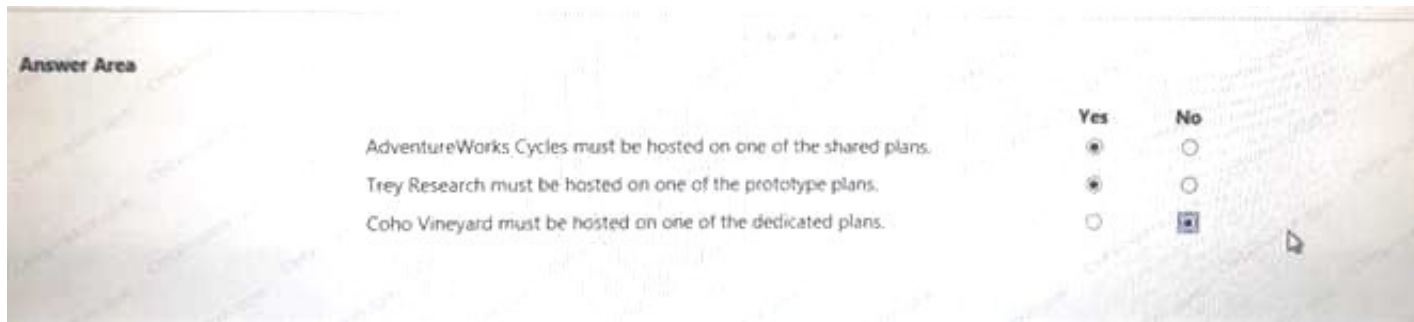 Answer Area
Yes No
AdventureWorks Cycles must be hosted on one of the shared plans.
Trey Research must be hosted on one of the prototype plans.
Coho Vineyard must be hosted on one of the dedicated plans.